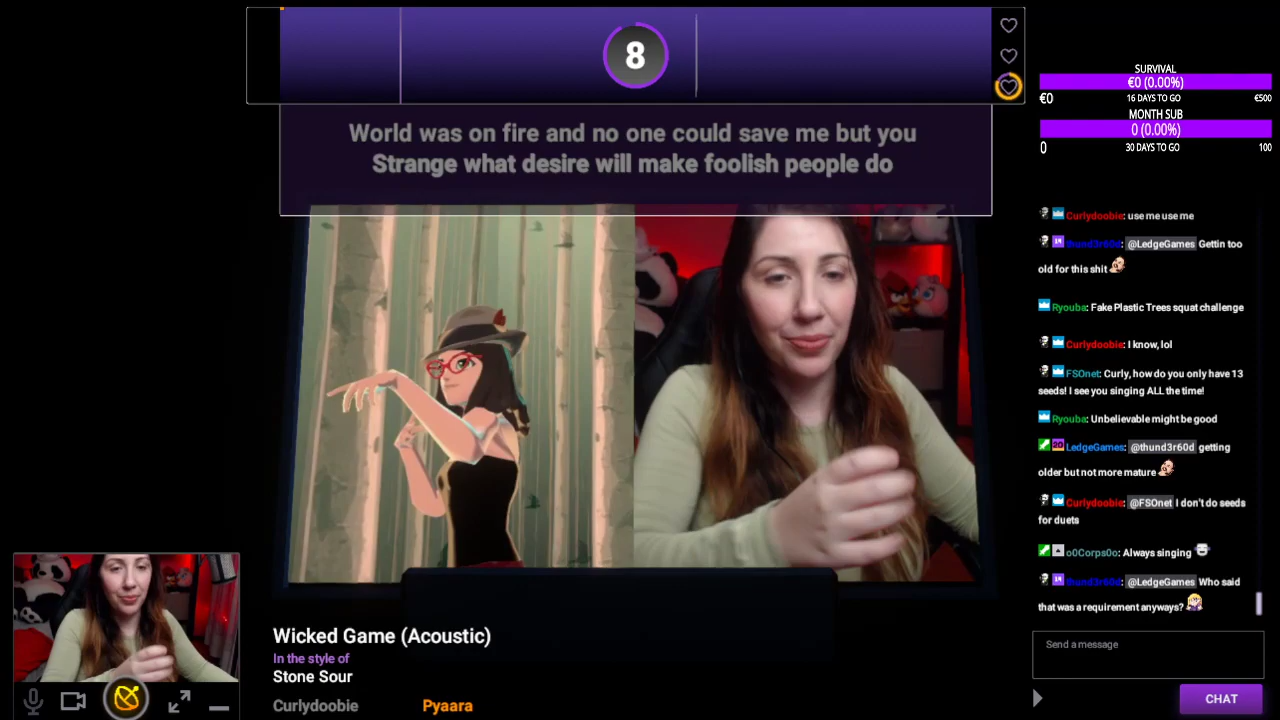 8
World was on fire and no one could save me but you
Strange what desire will make foolish people do
SURVIVAL
€0 (0.00%)
€0 16 DAYS TO GO €500
MONTH SUB
0 (0.00%)
0 30 DAYS TO GO 100
Curlydoobie: use me use me
thund3r60d: @LedgeGames Gettin too
old for this shit
Ryouba: Fake Plastic Trees squat challenge
Curlydoobie: I know, lol
FSOnet: Curly, how do you only have 13
seeds! I see you singing ALL the time!
Ryouba: Unbelievable might be good
LedgeGames: @thund3r60d getting
older but not more mature
Curlydoobie: @FSOnet I don't do seeds
for duets
o0Corps0o: Always singing
thund3r60d: @LedgeGames Who said
that was a requirement anyways?
Send a message
CHAT
Wicked Game (Acoustic)
In the style of
Stone Sour
Curlydoobie Pyaara